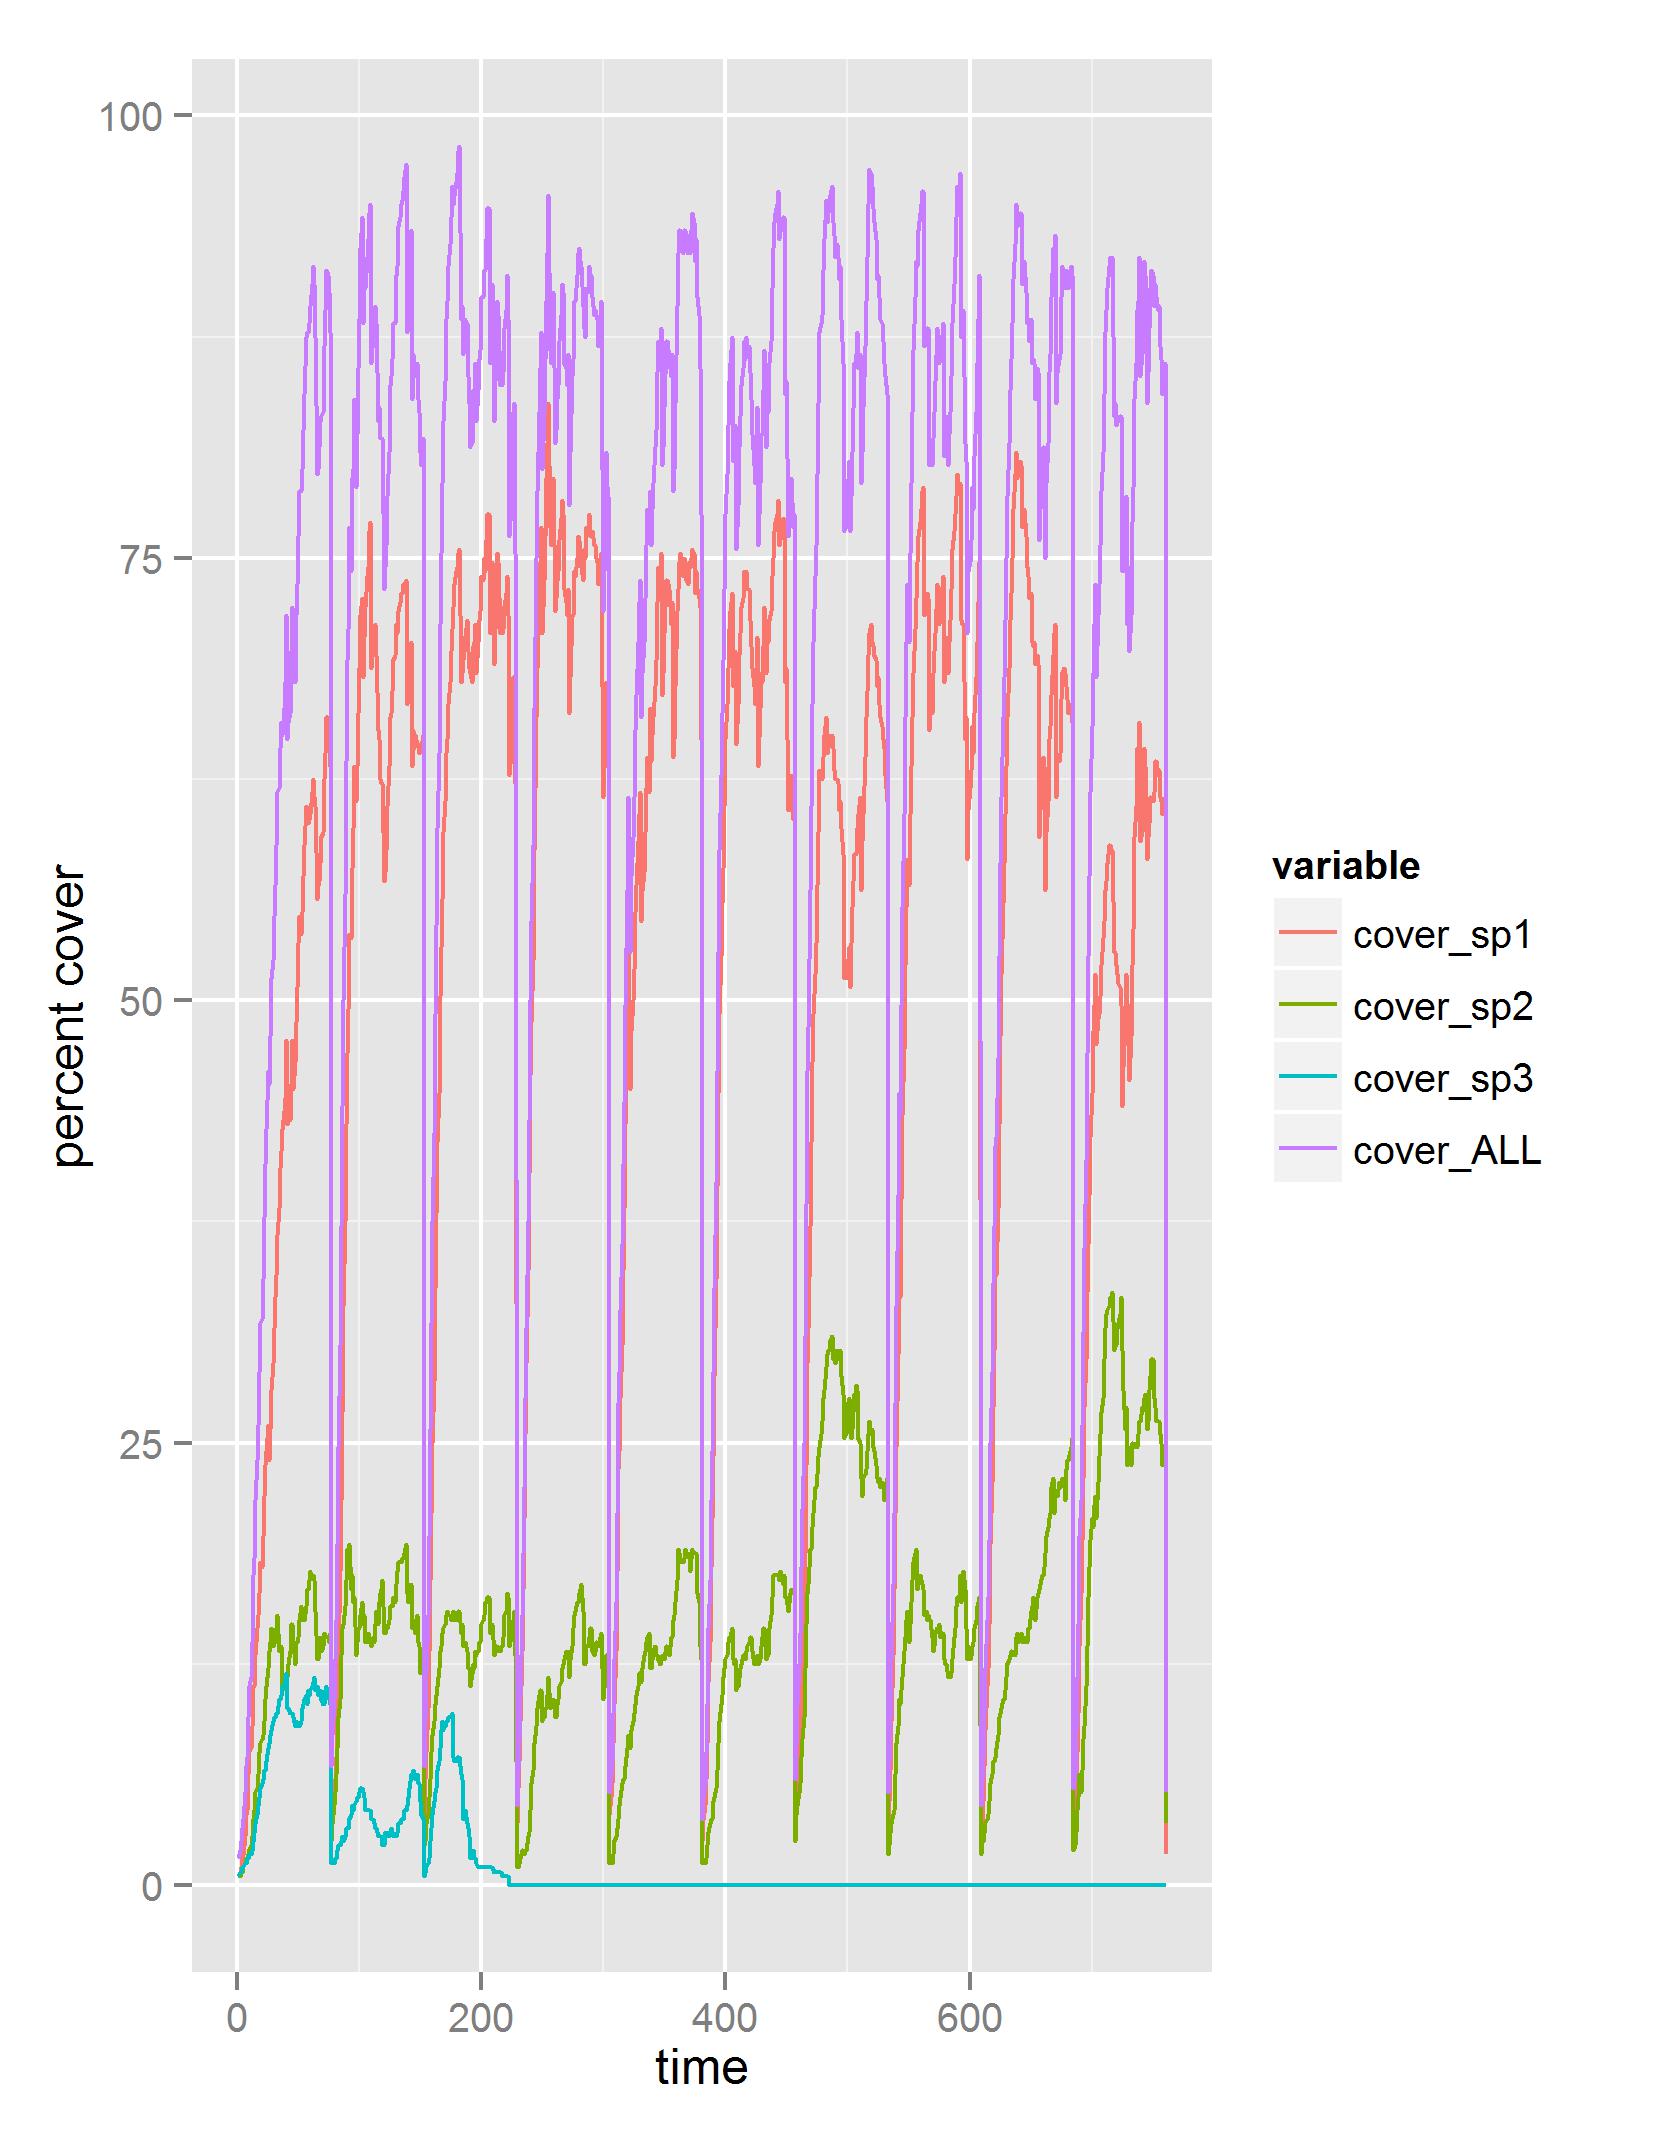 100
75
50
25
0
percent cover
0 200 400 600
time
variable
cover_sp1
cover_sp2
cover_sp3
cover_ALL